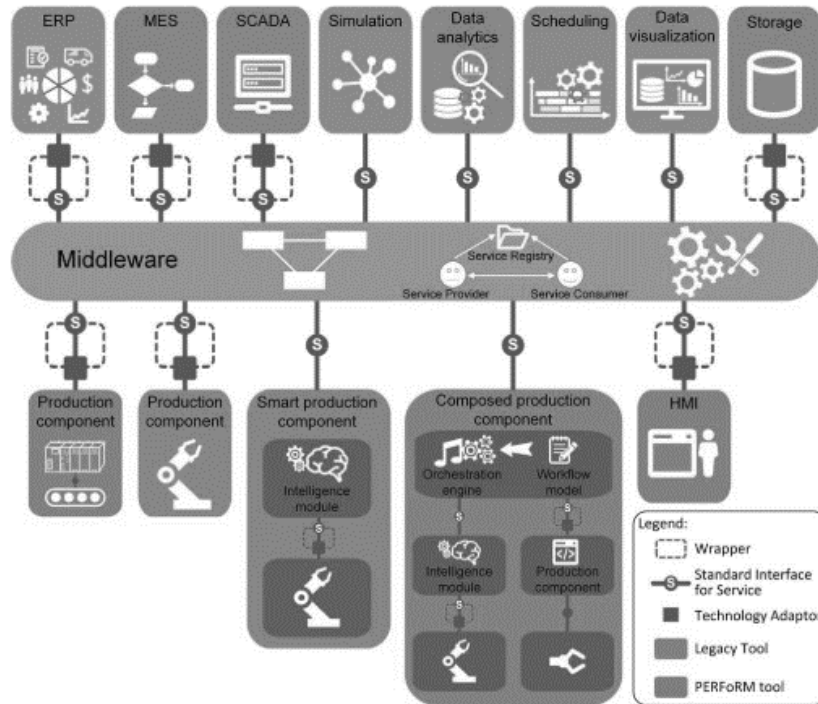 ERP
MES
SCADA
Simulation
Data
analytics
Scheduling
Data
visualization
Storage
$
S
S
S
S
S
S
S
S
Middleware
Service Registry
Service Provider
Service Consumer
S
S
S
S
S
Production
component
Production
component
Smart production
component
Composed production
component
HMI
Intelligence
module
Orchestration
engine
Workflow
model
S
S
S
Intelligence
module
</>
Production
component
S
S
Legend:
Wrapper
S
Standard Interface
for Service
Technology Adaptor
Legacy Tool
PERFoRM tool